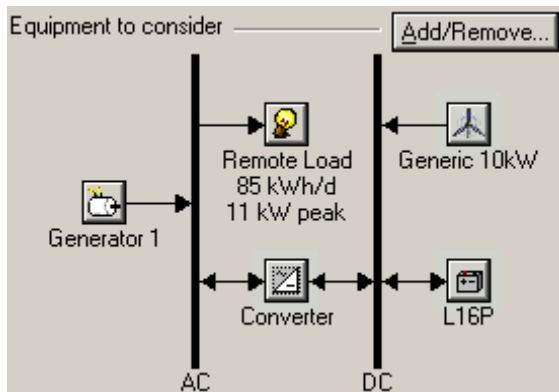 Equipment to consider
Add/Remove...
Remote Load
85 kWh/d
11 kW peak
Generic 10kW
Generator 1
Converter
L16P
AC
DC